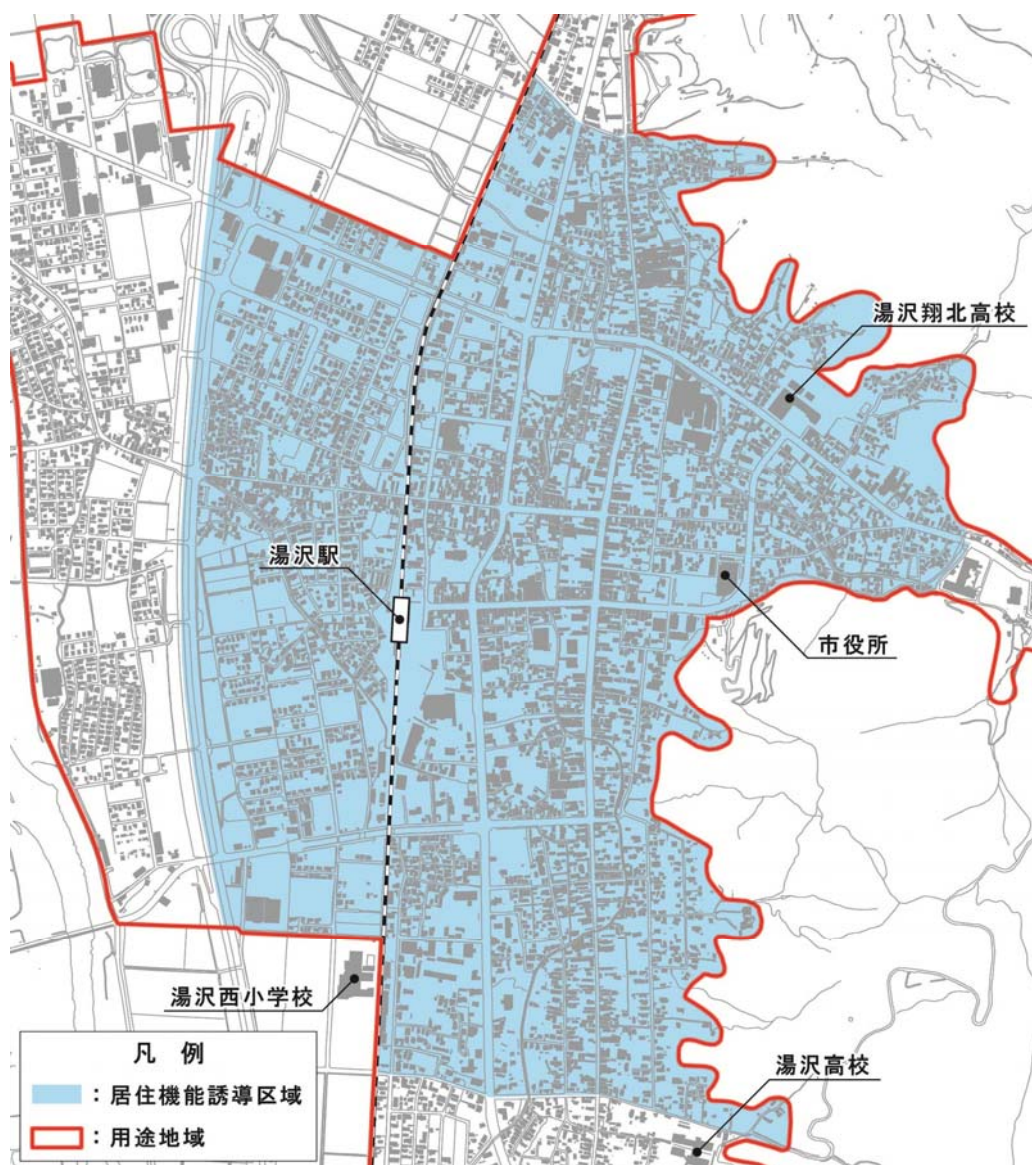 湯沢翔北高校
湯沢駅
市役所
湯沢西小学校
湯沢高校
凡 例
：居住機能誘導区域
：用途地域